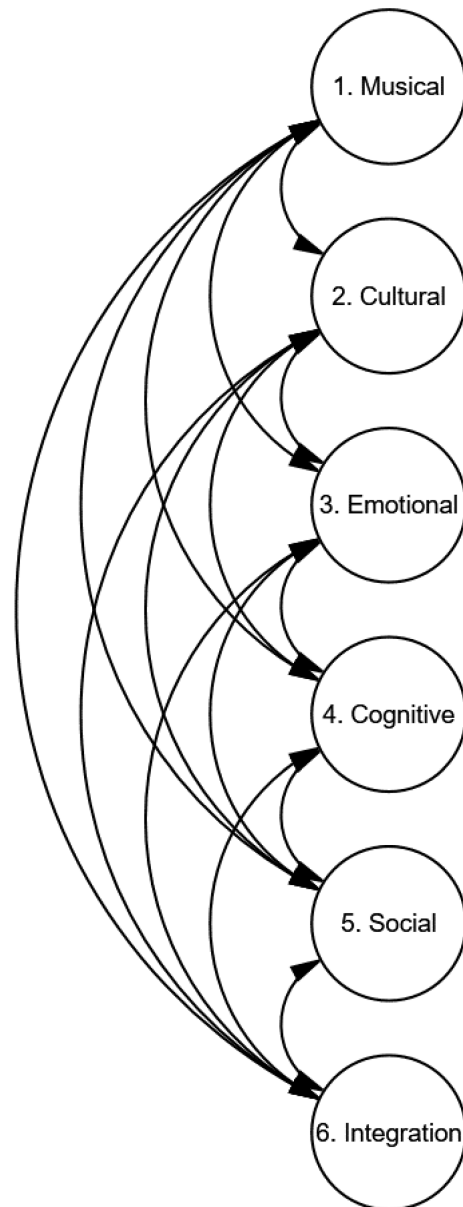 1. Musical
2. Cultural
3. Emotional
4. Cognitive
5. Social
6. Integration